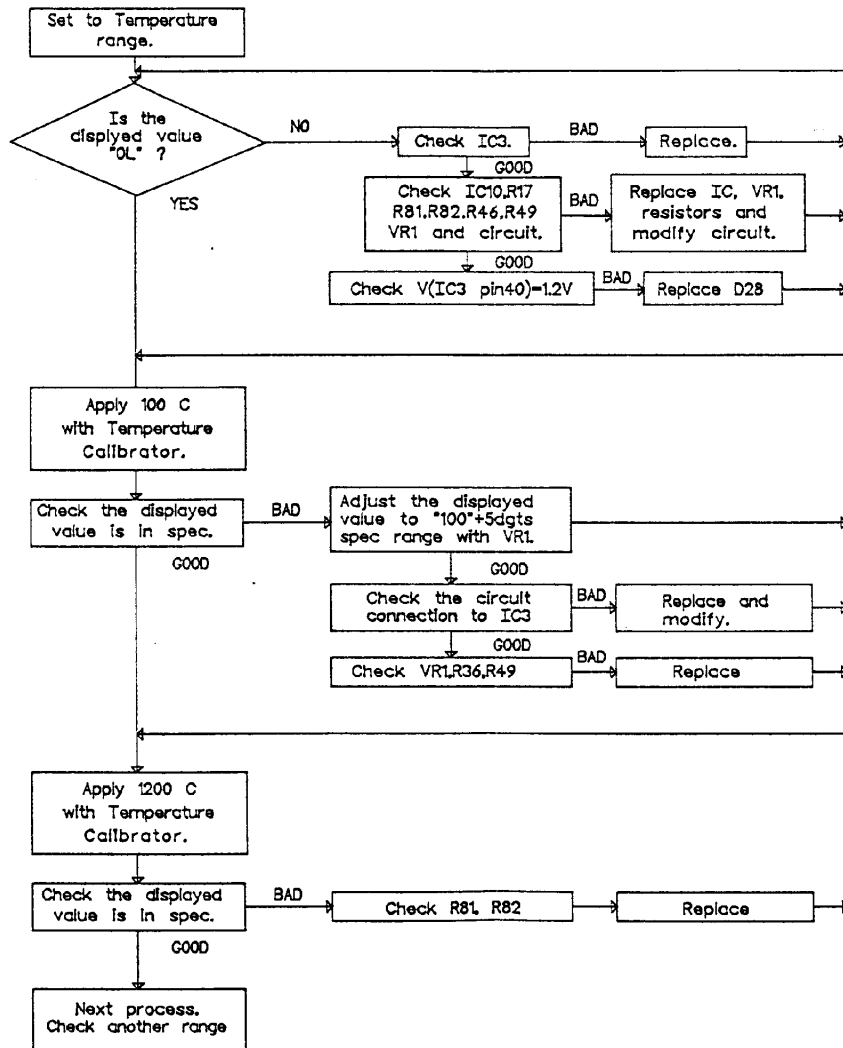 Set to Temperature
range.
Is the
displyed value
"OL" ?
NO
Check IC3.
BAD
Replace.
GOOD
YES
Check IC10,R17
R81,R82,R46,R49
VR1 and circuit.
BAD
Replace IC, VR1,
resistors and
modify circuit.
GOOD
Check V(IC3 pin40)=1.2V
BAD
Replace D28
Apply 100 C
with Temperature
Calibrator.
Check the displayed
value is in spec.
BAD
Adjust the displayed
value to "100"+5dgts
spec range with VR1.
GOOD
GOOD
Check the circuit
connection to IC3
BAD
Replace and
modify.
GOOD
Check VR1,R36,R49
BAD
Replace
Apply 1200 C
with Temperature
Calibrator.
Check the displayed
value is in spec.
BAD
Check R81, R82
Replace
GOOD
Next process.
Check another range